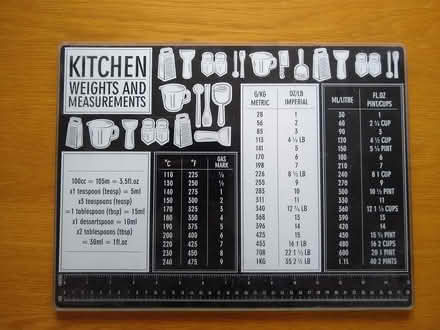 KITCHEN
WEIGHTS AND
MEASUREMENTS
100cc = 105m = 3.5fl.oz
x1 teaspoon (teasp) = 5ml
x3 teaspoons (teasp)
=1 tablespoon (tbsp) = 15ml
x1 dessertspoon = 10ml
x2 tablespoons (tbsp)
= 30ml = 1fl.oz
°C °F GAS MARK
110 225 ¼
130 250 ½
140 275 1
150 300 2
170 325 3
180 350 4
190 375 5
200 400 6
220 425 7
230 450 8
240 475 9
G/KG METRIC OZ/LB IMPERIAL
28 1
56 2
85 3
113 4 ¼ LB
141 5
170 6
198 7
226 8 ½ LB
255 9
283 10
311 11
340 12 ¾ LB
368 13
396 14
425 15
455 16 1 LB
708 22 1 ½ LB
1KG 35 2 LB
ML/LITRE FL.OZ PINT/CUPS
30 1
60 2 ¼ CUP
90 3
120 4 ½ CUP
150 5 ¼ PINT
180 6
210 7
240 8 1 CUP
270 9
300 10 ½ PINT
330 11
360 12 1 ½ CUPS
390 13
420 14
450 15 ¾ PINT
480 16 2 CUPS
600 20 1 PINT
1.1L 40 2 PINTS